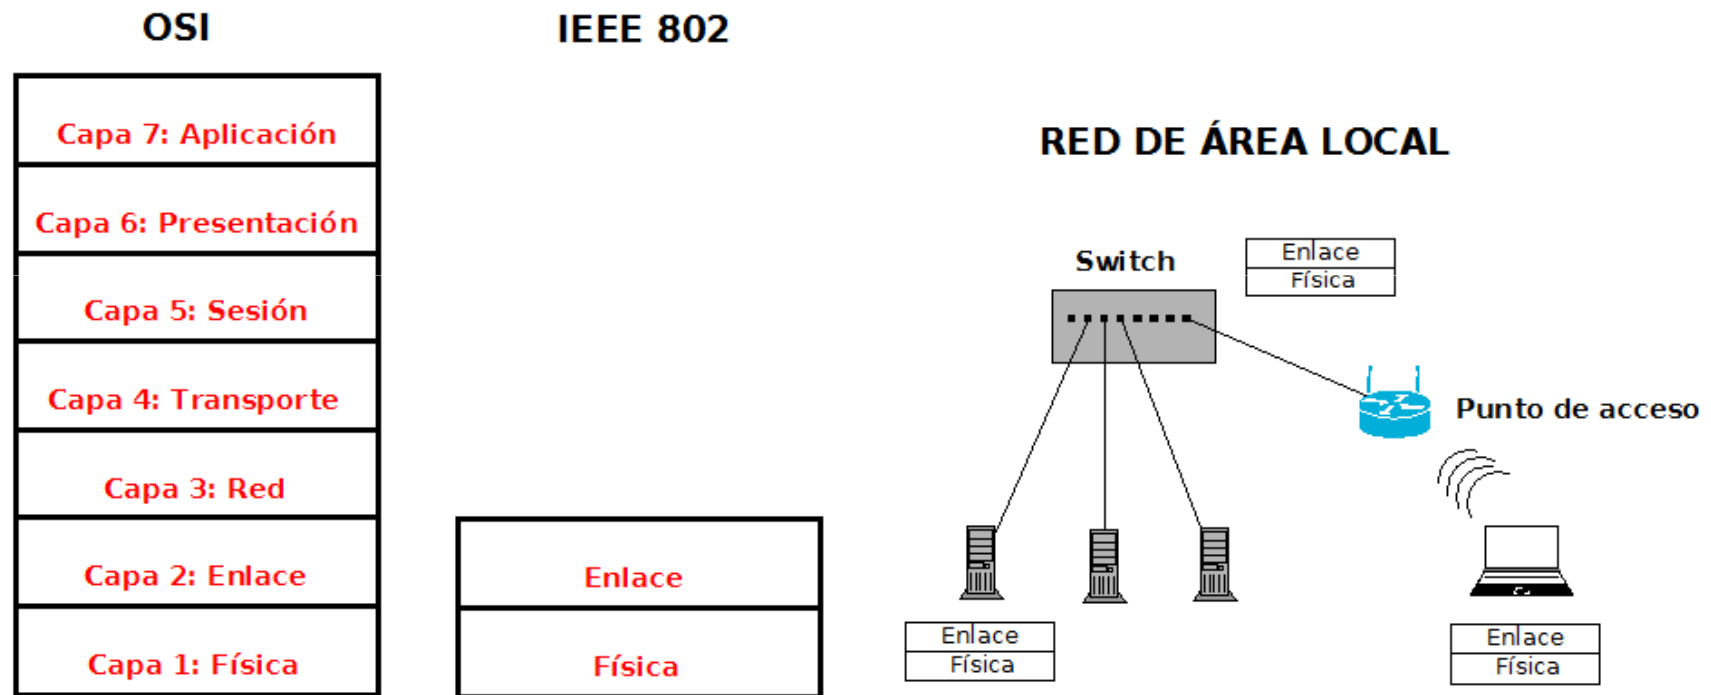 OSI
IEEE 802
Capa 7: Aplicación
Capa 6: Presentación
Capa 5: Sesión
Capa 4: Transporte
Capa 3: Red
Capa 2: Enlace
Capa 1: Física
Enlace
Física
RED DE ÁREA LOCAL
Switch
Enlace
Física
Punto de acceso
Enlace
Física
Enlace
Física